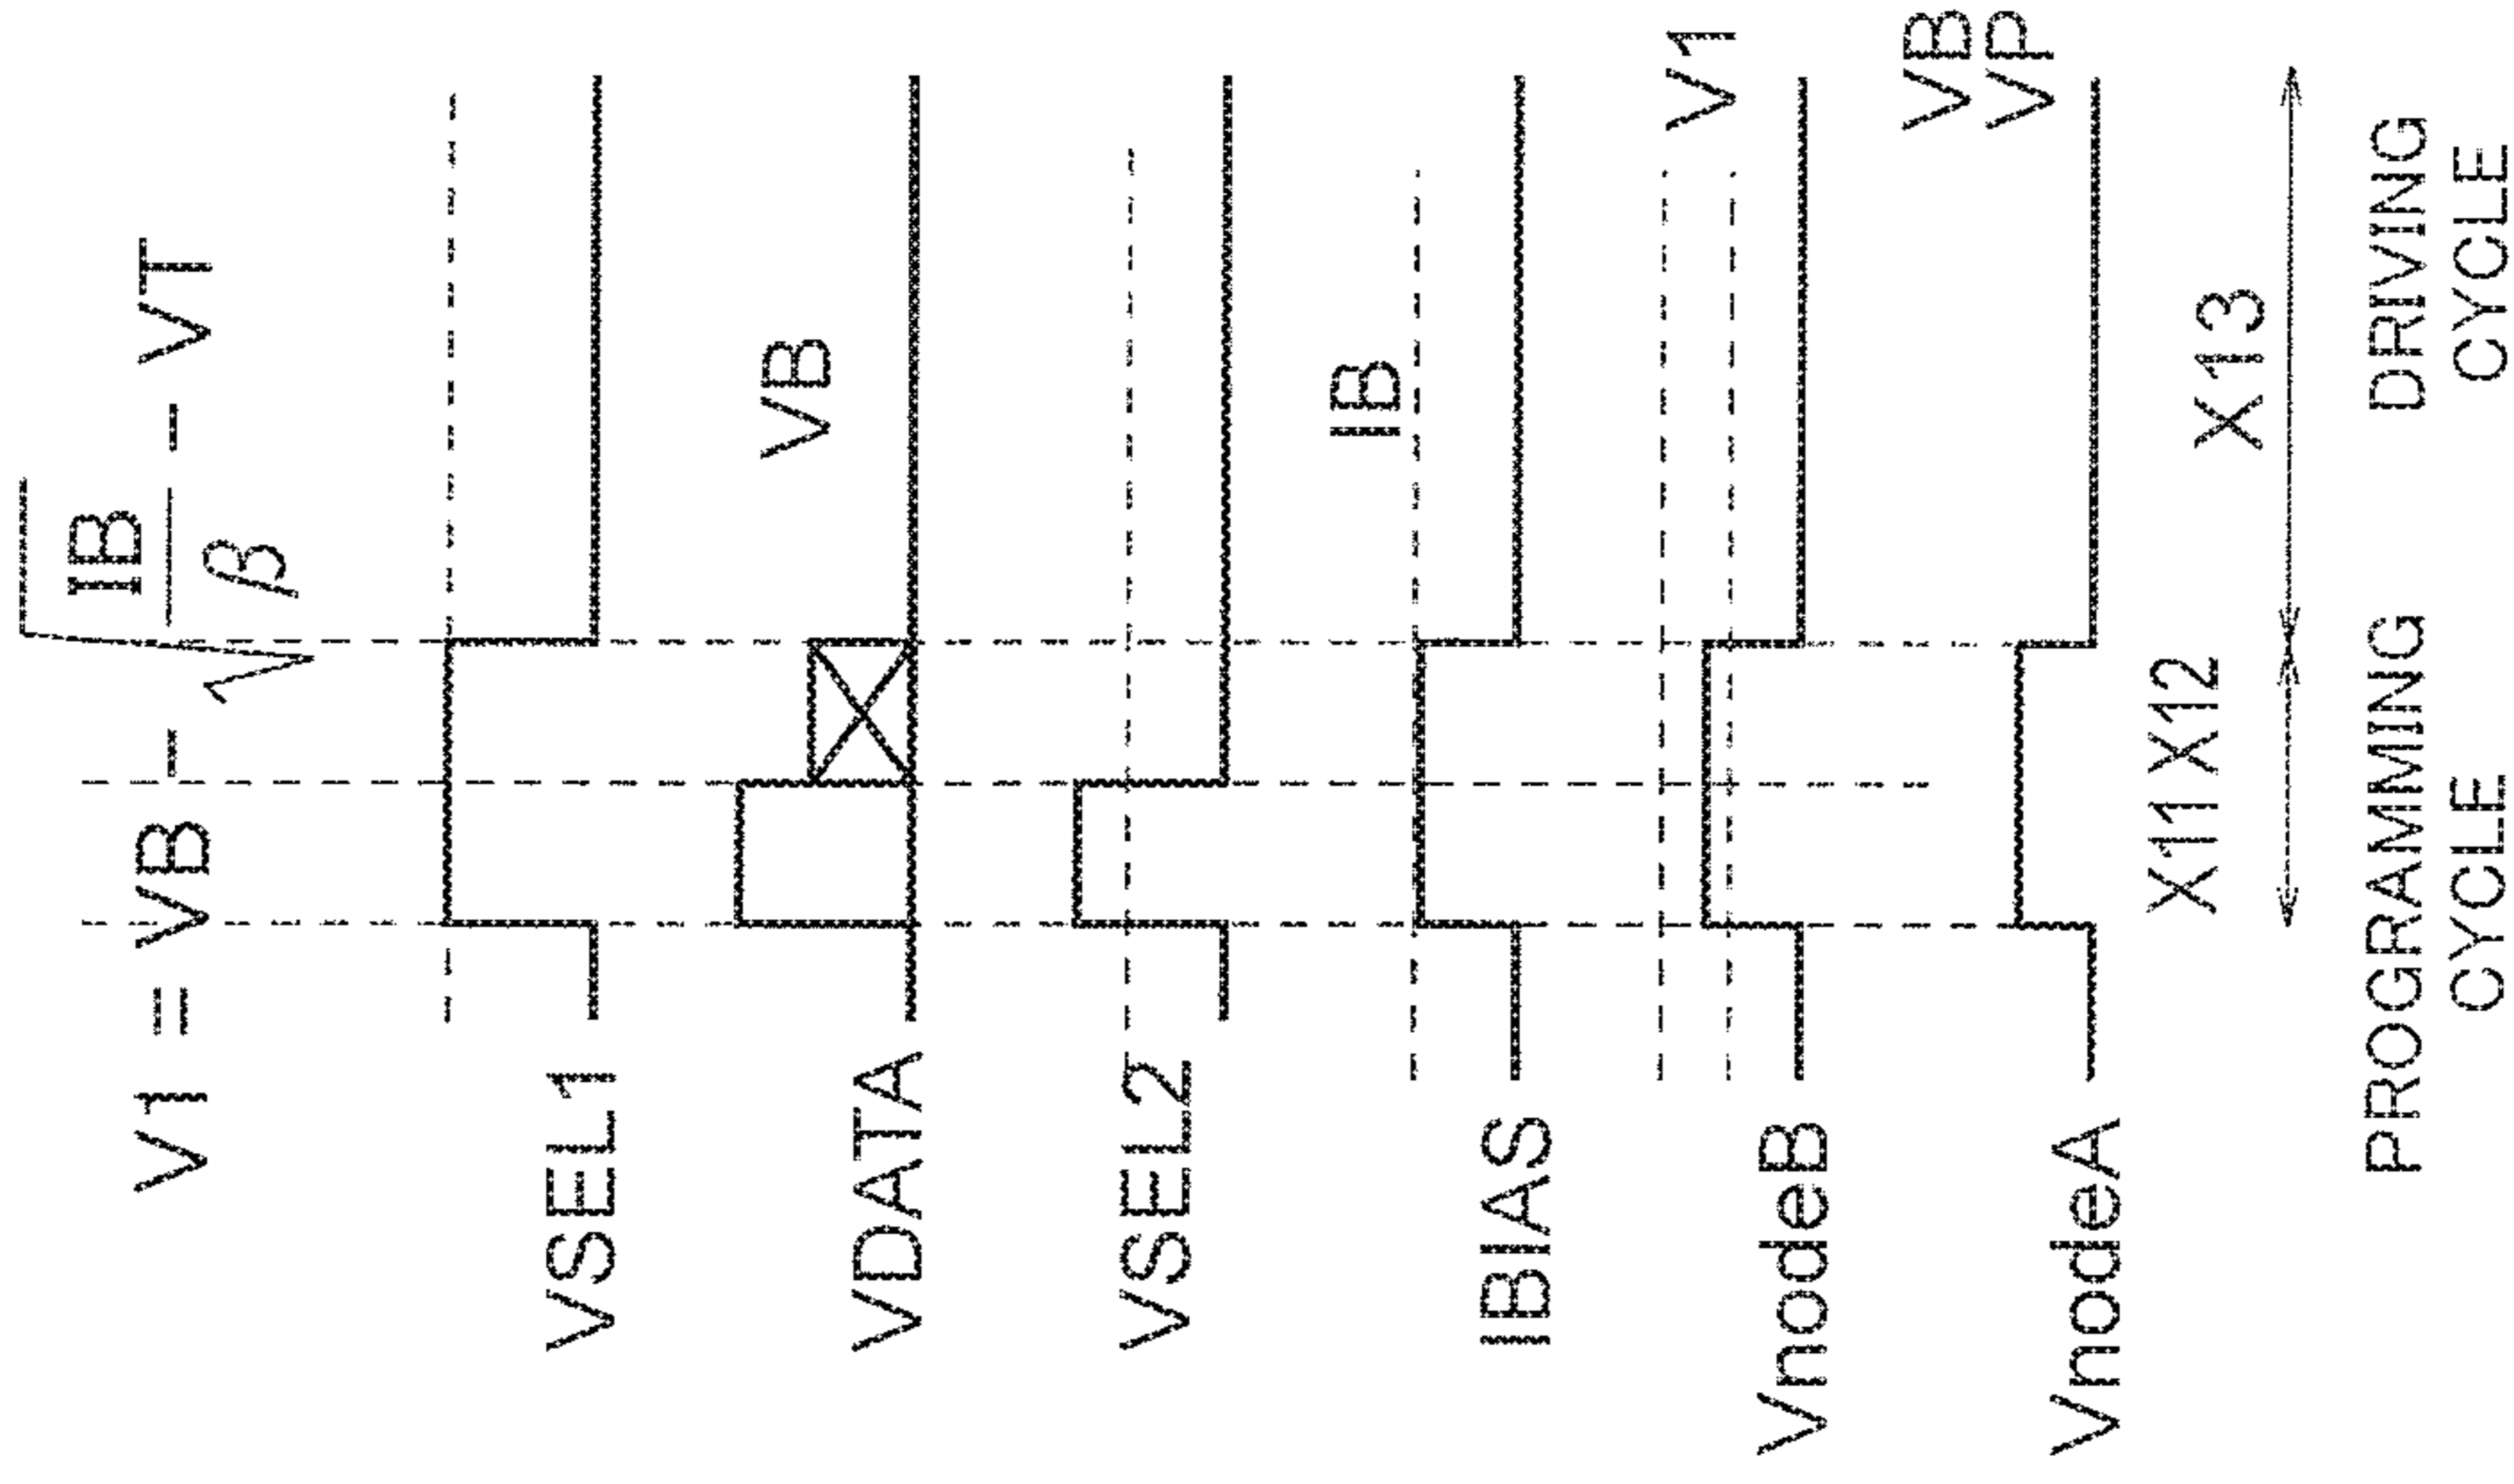 V1 = VB − √IB/β − VT
VSEL1
VDATA
VB
VSEL2
IBIAS
IB
VnodeB
V1
VnodeA
VB
VP
X11 X12
X13
PROGRAMMING
CYCLE
DRIVING
CYCLE